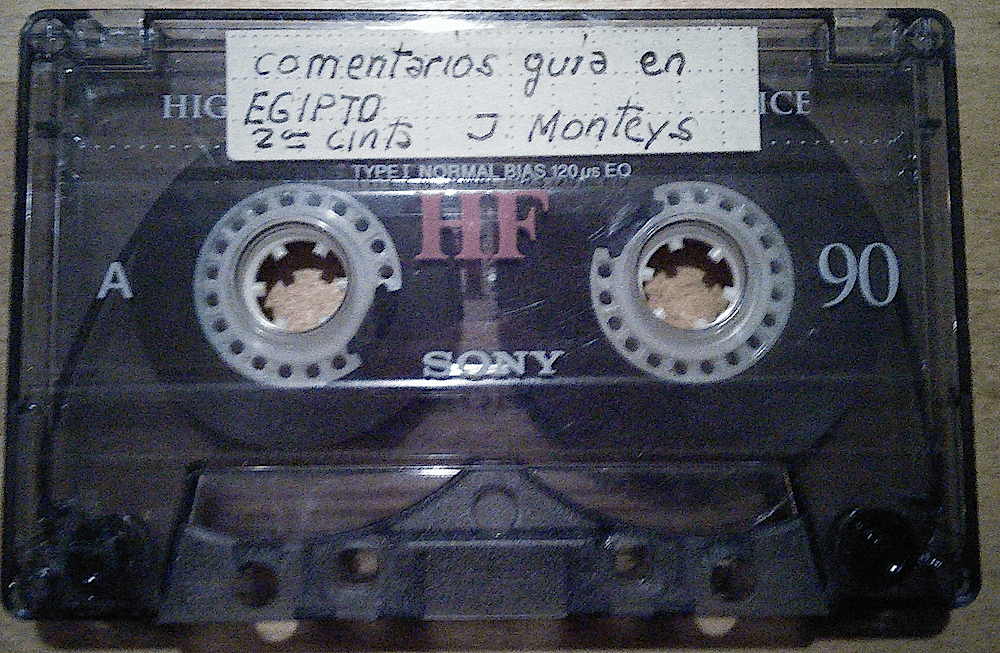 comentarios guia en
EGIPTO
2ª cinta J. Monteys
HIG ICE
TYPE I NORMAL BIAS 120 µs EQ
HF
A 90
SONY